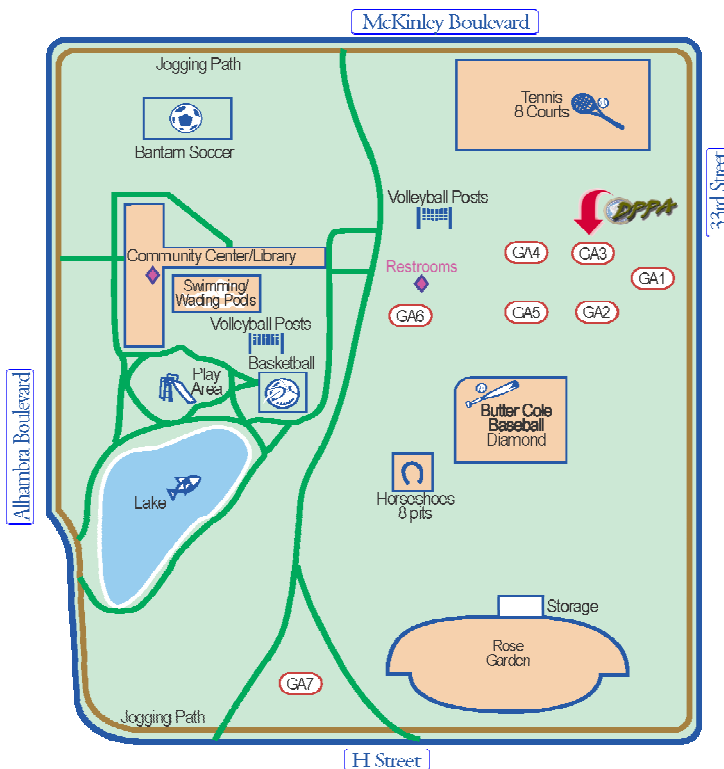 McKinley Boulevard
Jogging Path
Tennis
8 Courts
Bantam Soccer
33rd Street
Volleyball Posts
DPPA
Community Center/Library
GA4
GA3
Restrooms
GA1
Swimming/
Wading Pools
GA6
GA5
GA2
Volleyball Posts
Basketball
Play
Area
Alhambra Boulevard
Butter Cole
Baseball
Diamond
Lake
Horseshoes
8 pits
Storage
Rose
Garden
GA7
Jogging Path
H Street